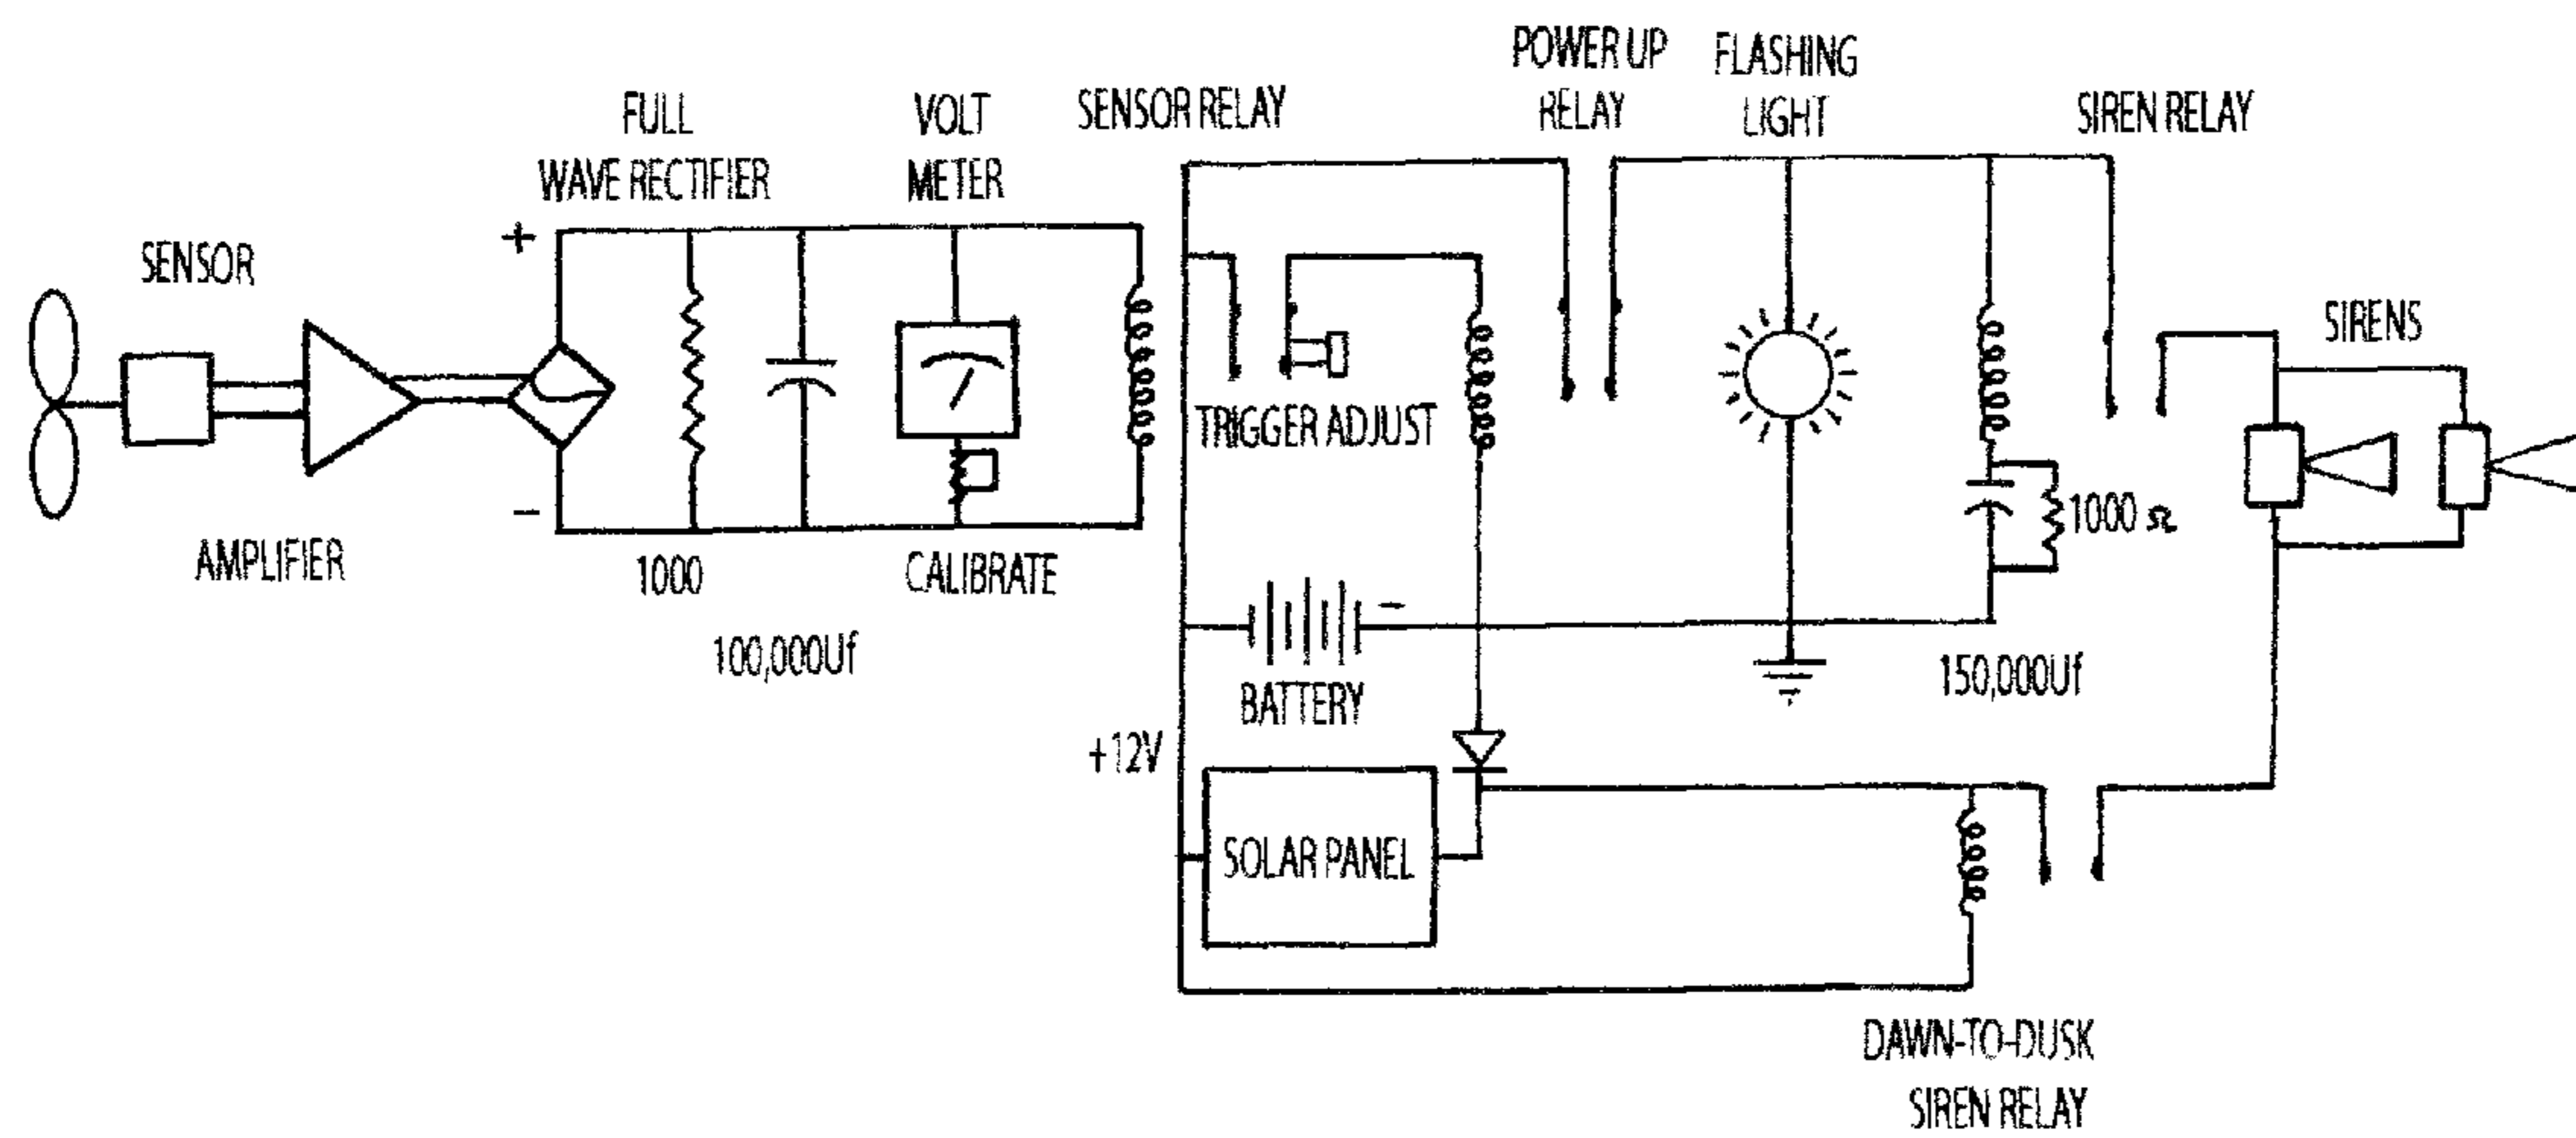 POWER UP
RELAY
FLASHING
LIGHT
FULL
WAVE RECTIFIER
VOLT
METER
SENSOR RELAY
SIREN RELAY
+
SENSOR
SIRENS
TRIGGER ADJUST
−
1000 Ω
AMPLIFIER
1000
CALIBRATE
−
100,000Uf
BATTERY
150,000Uf
+12V
SOLAR PANEL
DAWN-TO-DUSK
SIREN RELAY